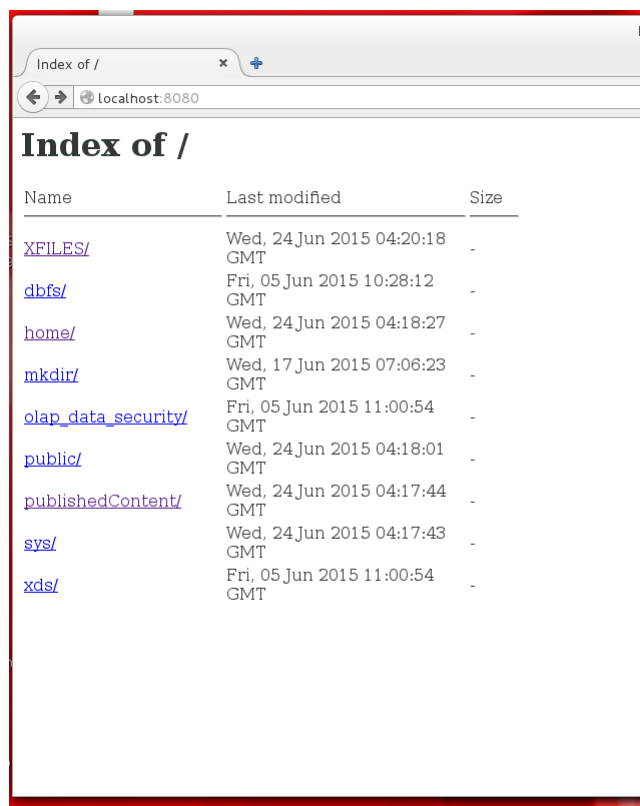 Index of /
localhost:8080
Index of /
Name Last modified Size
XFILES/ Wed, 24 Jun 2015 04:20:18 GMT -
dbfs/ Fri, 05 Jun 2015 10:28:12 GMT -
home/ Wed, 24 Jun 2015 04:18:27 GMT -
mkdir/ Wed, 17 Jun 2015 07:06:23 GMT -
olap_data_security/ Fri, 05 Jun 2015 11:00:54 GMT -
public/ Wed, 24 Jun 2015 04:18:01 GMT -
publishedContent/ Wed, 24 Jun 2015 04:17:44 GMT -
sys/ Wed, 24 Jun 2015 04:17:43 GMT -
xds/ Fri, 05 Jun 2015 11:00:54 GMT -